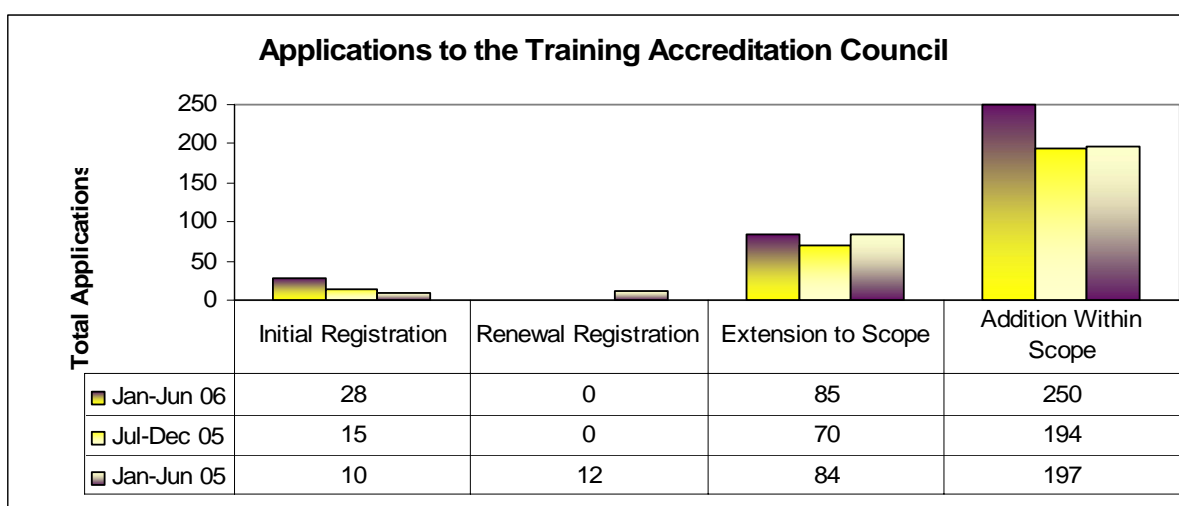 Applications to the Training Accreditation Council
250
200
150
100
50
0
Total Applications
Initial Registration Renewal Registration Extension to Scope Addition Within
Scope
Jan-Jun 06 28 0 85 250
Jul-Dec 05 15 0 70 194
Jan-Jun 05 10 12 84 197